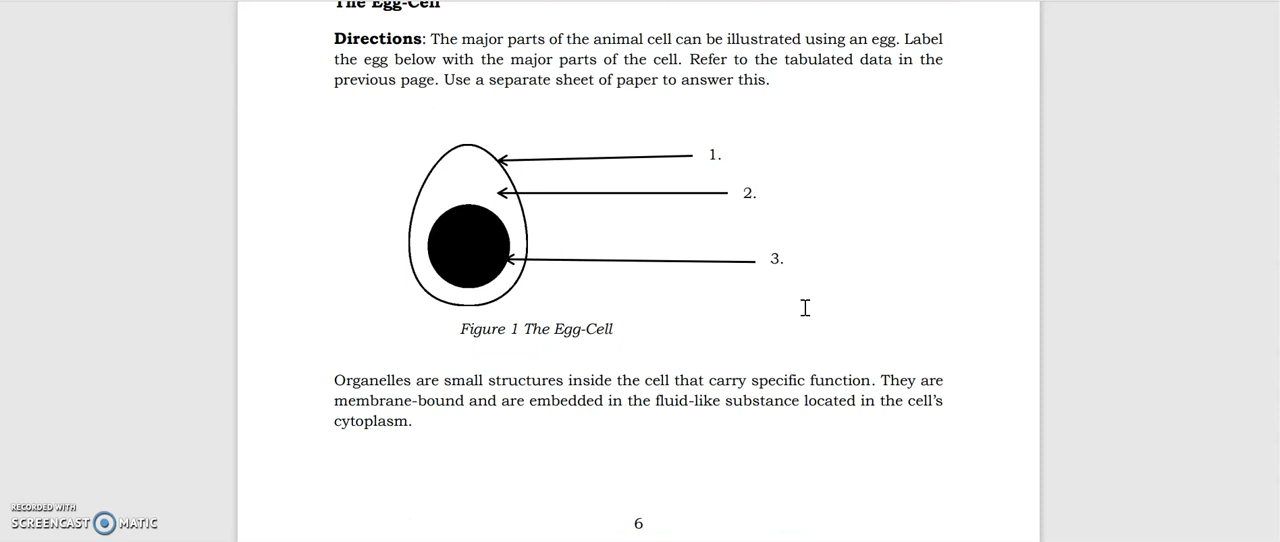 The Egg-Cell
Directions: The major parts of the animal cell can be illustrated using an egg. Label
the egg below with the major parts of the cell. Refer to the tabulated data in the
previous page. Use a separate sheet of paper to answer this.
1.
2.
3.
Figure 1 The Egg-Cell
Organelles are small structures inside the cell that carry specific function. They are
membrane-bound and are embedded in the fluid-like substance located in the cell's
cytoplasm.
RECORDED WITH
SCREENCAST MATIC
6